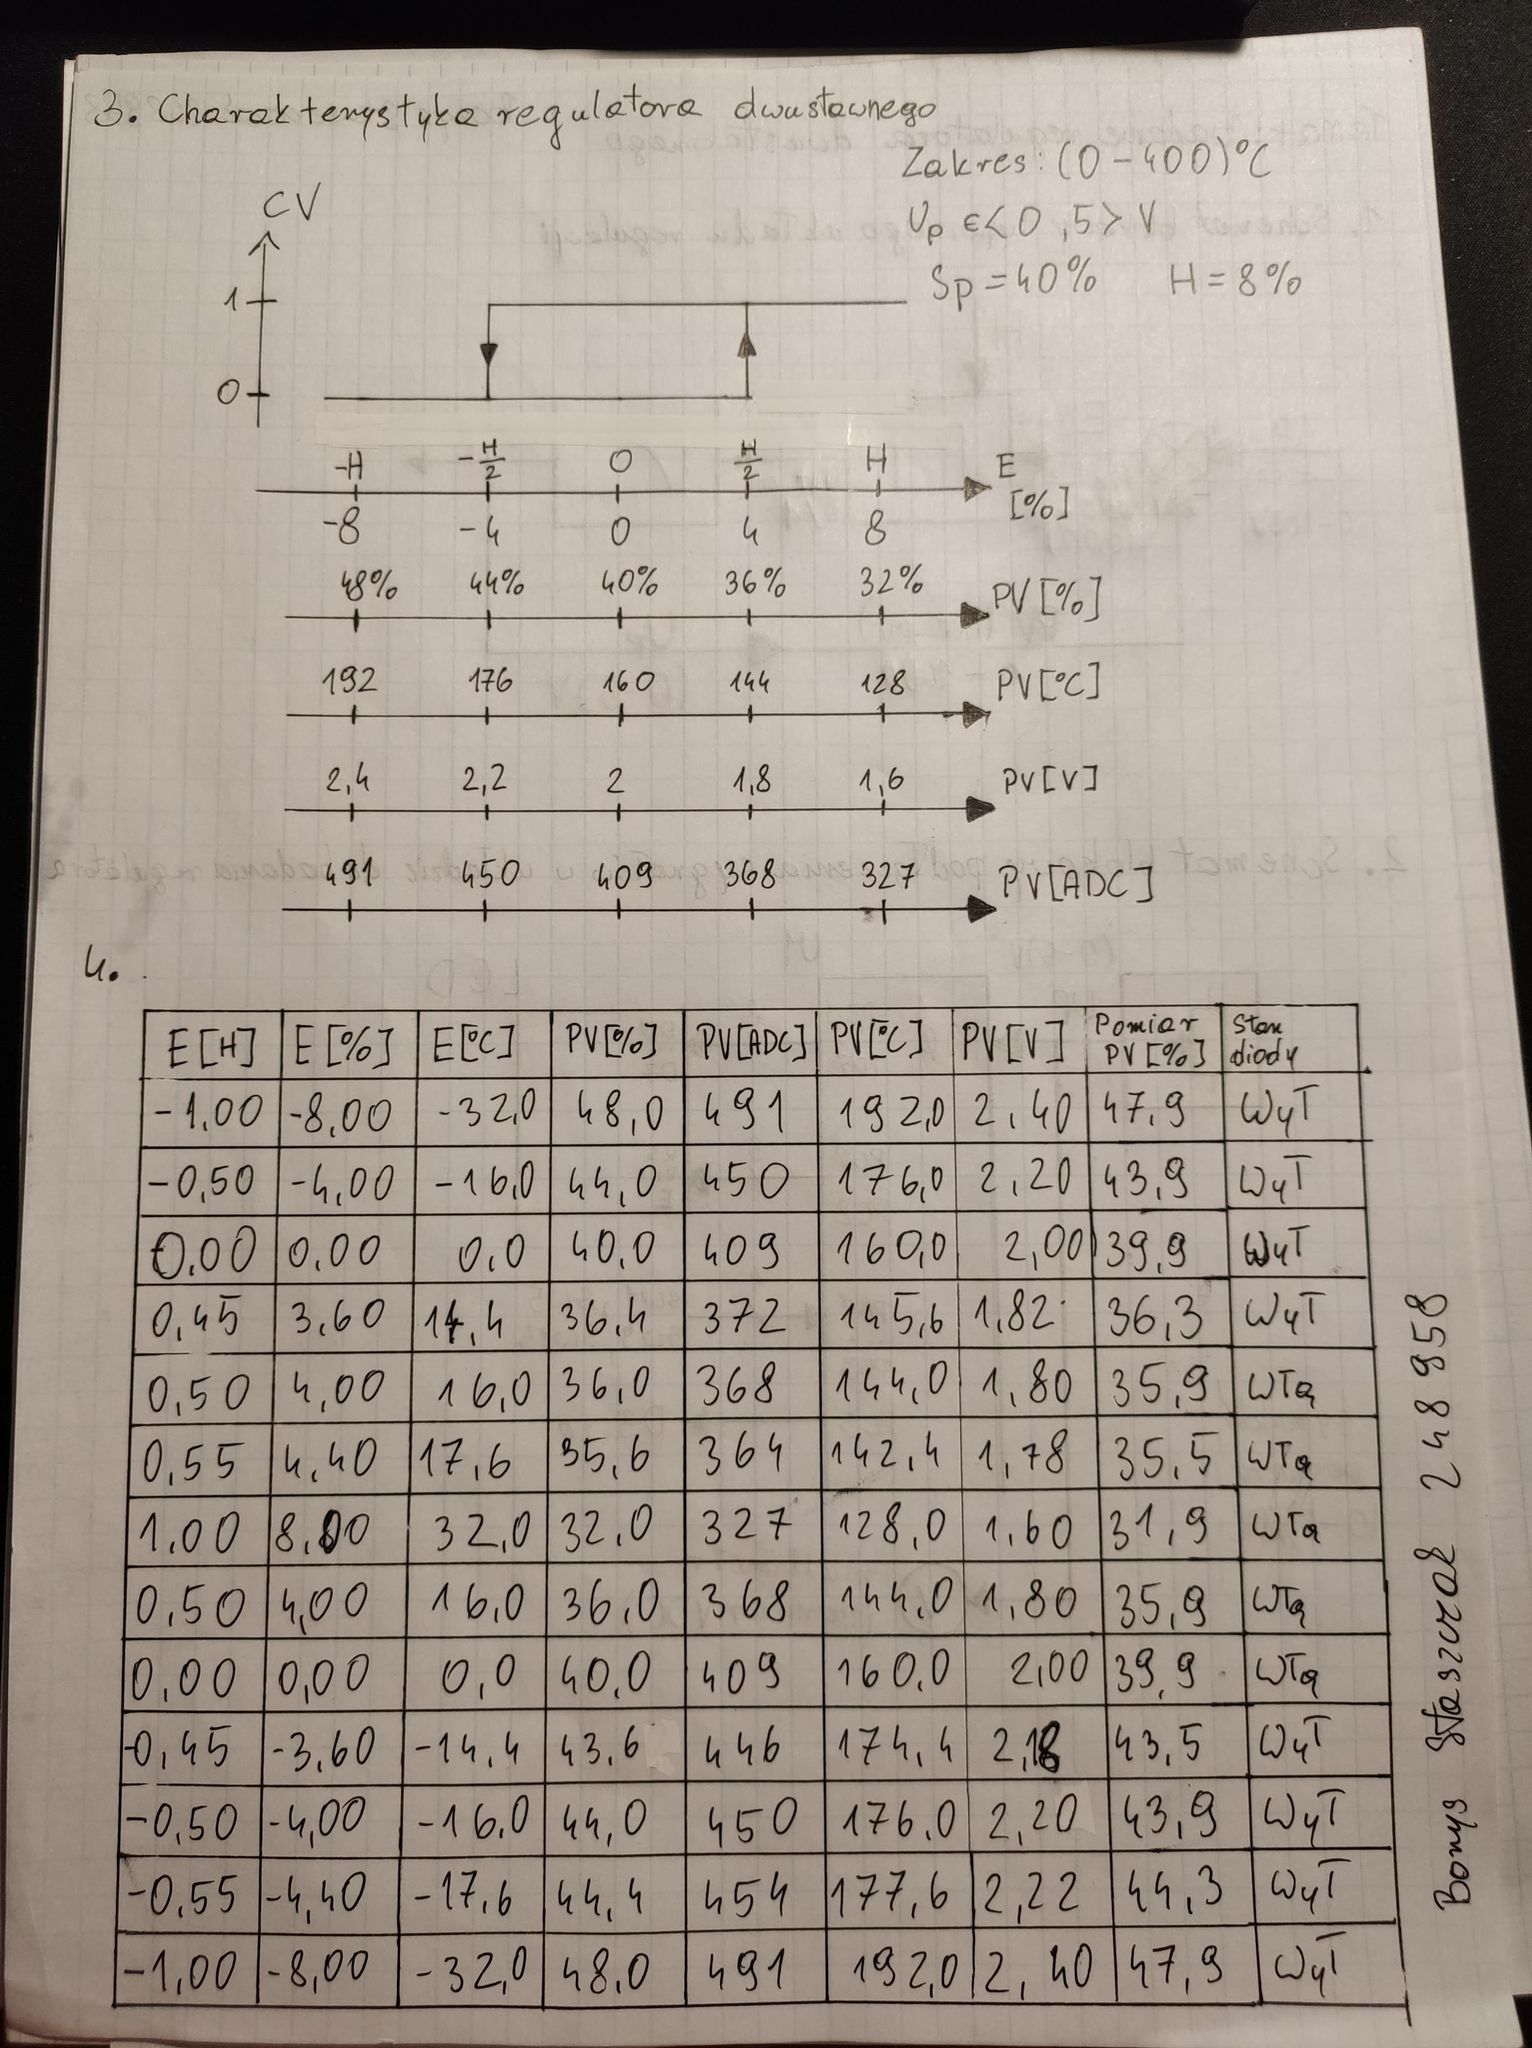 3. Charakterystyka regulatora dwustawnego
Zakres: (0-400)°C
Up ∈<0,5> V
Sp=40% H=8%
CV
1
0
-H -H/2 0 H/2 H E
[%]
-8 -4 0 4 8
48% 44% 40% 36% 32% PV[%]
192 176 160 144 128 PV[°C]
2,4 2,2 2 1,8 1,6 PV[V]
491 450 409 368 327 PV[ADC]
4.
E[H] E[%] E[°C] PV[%] PV[ADC] PV[°C] PV[V] Pomiar PV[%] Stan diody
-1,00 -8,00 -32,0 48,0 491 192,0 2,40 47,9 WyŁ
-0,50 -4,00 -16,0 44,0 450 176,0 2,20 43,9 WyŁ
0,00 0,00 0,0 40,0 409 160,0 2,00 39,9 WyŁ
0,45 3,60 14,4 36,4 372 145,6 1,82 36,3 WyŁ
0,50 4,00 16,0 36,0 368 144,0 1,80 35,9 WŁą
0,55 4,40 17,6 35,6 364 142,4 1,78 35,5 WŁą
1,00 8,00 32,0 32,0 327 128,0 1,60 31,9 WŁą
0,50 4,00 16,0 36,0 368 144,0 1,80 35,9 WŁą
0,00 0,00 0,0 40,0 409 160,0 2,00 39,9 WŁą
-0,45 -3,60 -14,4 43,6 446 174,4 2,18 43,5 WyŁ
-0,50 -4,00 -16,0 44,0 450 176,0 2,20 43,9 WyŁ
-0,55 -4,40 -17,6 44,4 454 177,6 2,22 44,3 WyŁ
-1,00 -8,00 -32,0 48,0 491 192,0 2,40 47,9 WyŁ
Borys Staszczak 248958